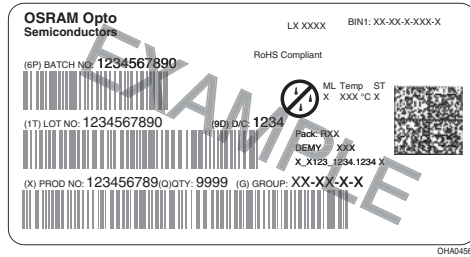 OSRAM Opto
Semiconductors
LX XXXX
BIN1: XX-XX-X-XXX-X
RoHS Compliant
(6P) BATCH NO: 1234567890
ML Temp ST
X XXX °C X
(1T) LOT NO: 1234567890 (9D) D/C: 1234
Pack: RXX
DEMY XXX
X_X123_1234.1234 X
(X) PROD NO: 123456789(Q)QTY: 9999 (G) GROUP: XX-XX-X-X
EXAMPLE
OHA0456